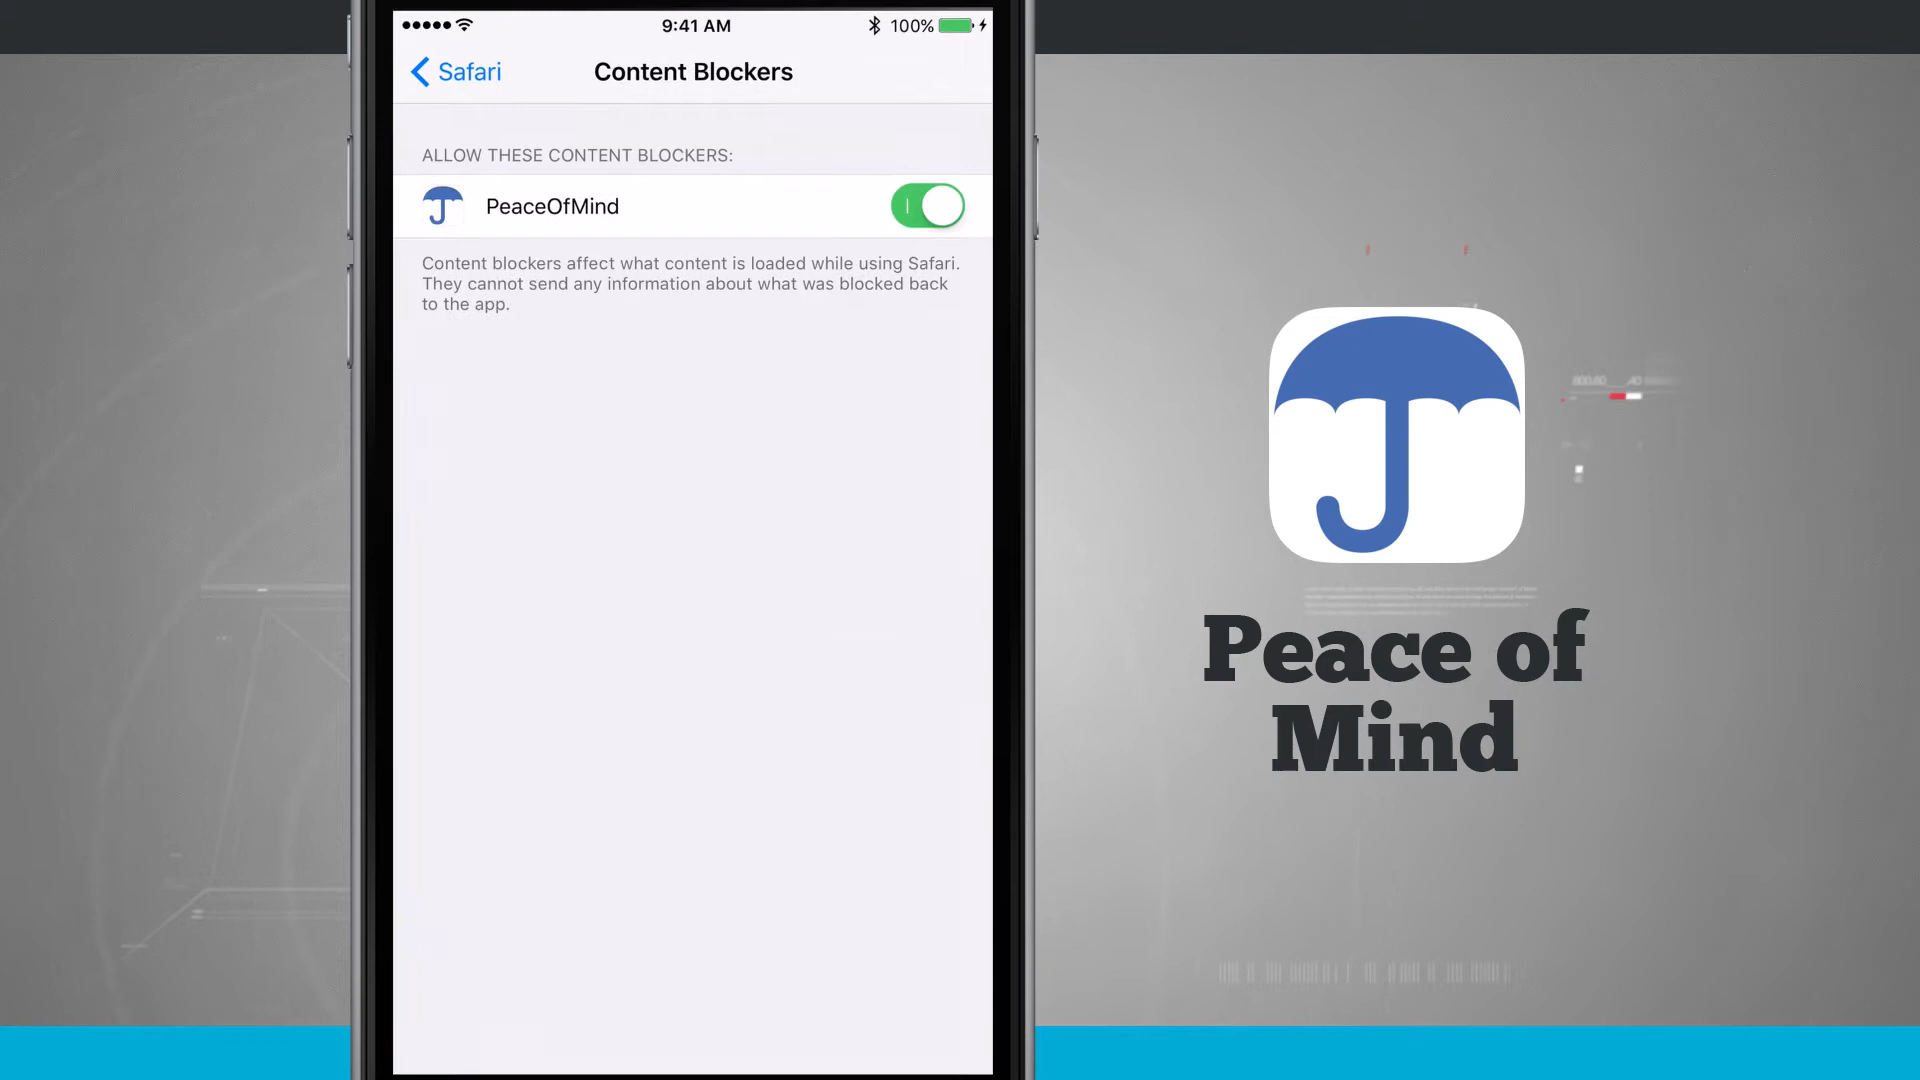 9:41 AM
100%
Safari
Content Blockers
ALLOW THESE CONTENT BLOCKERS:
PeaceOfMind
Content blockers affect what content is loaded while using Safari.
They cannot send any information about what was blocked back
to the app.
Peace of
Mind